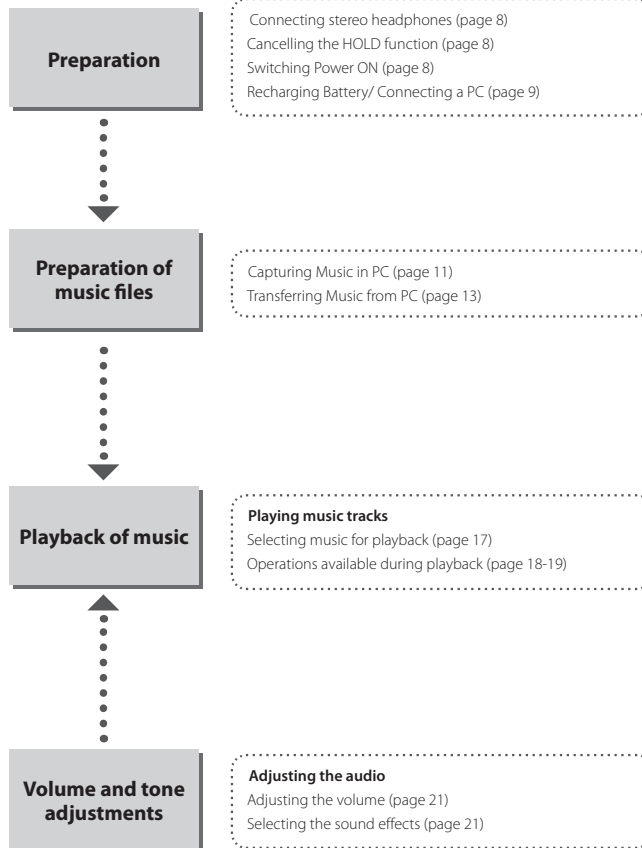 Preparation
Connecting stereo headphones (page 8)
Cancelling the HOLD function (page 8)
Switching Power ON (page 8)
Recharging Battery/ Connecting a PC (page 9)
Preparation of
music files
Capturing Music in PC (page 11)
Transferring Music from PC (page 13)
Playback of music
Playing music tracks
Selecting music for playback (page 17)
Operations available during playback (page 18-19)
Volume and tone
adjustments
Adjusting the audio
Adjusting the volume (page 21)
Selecting the sound effects (page 21)